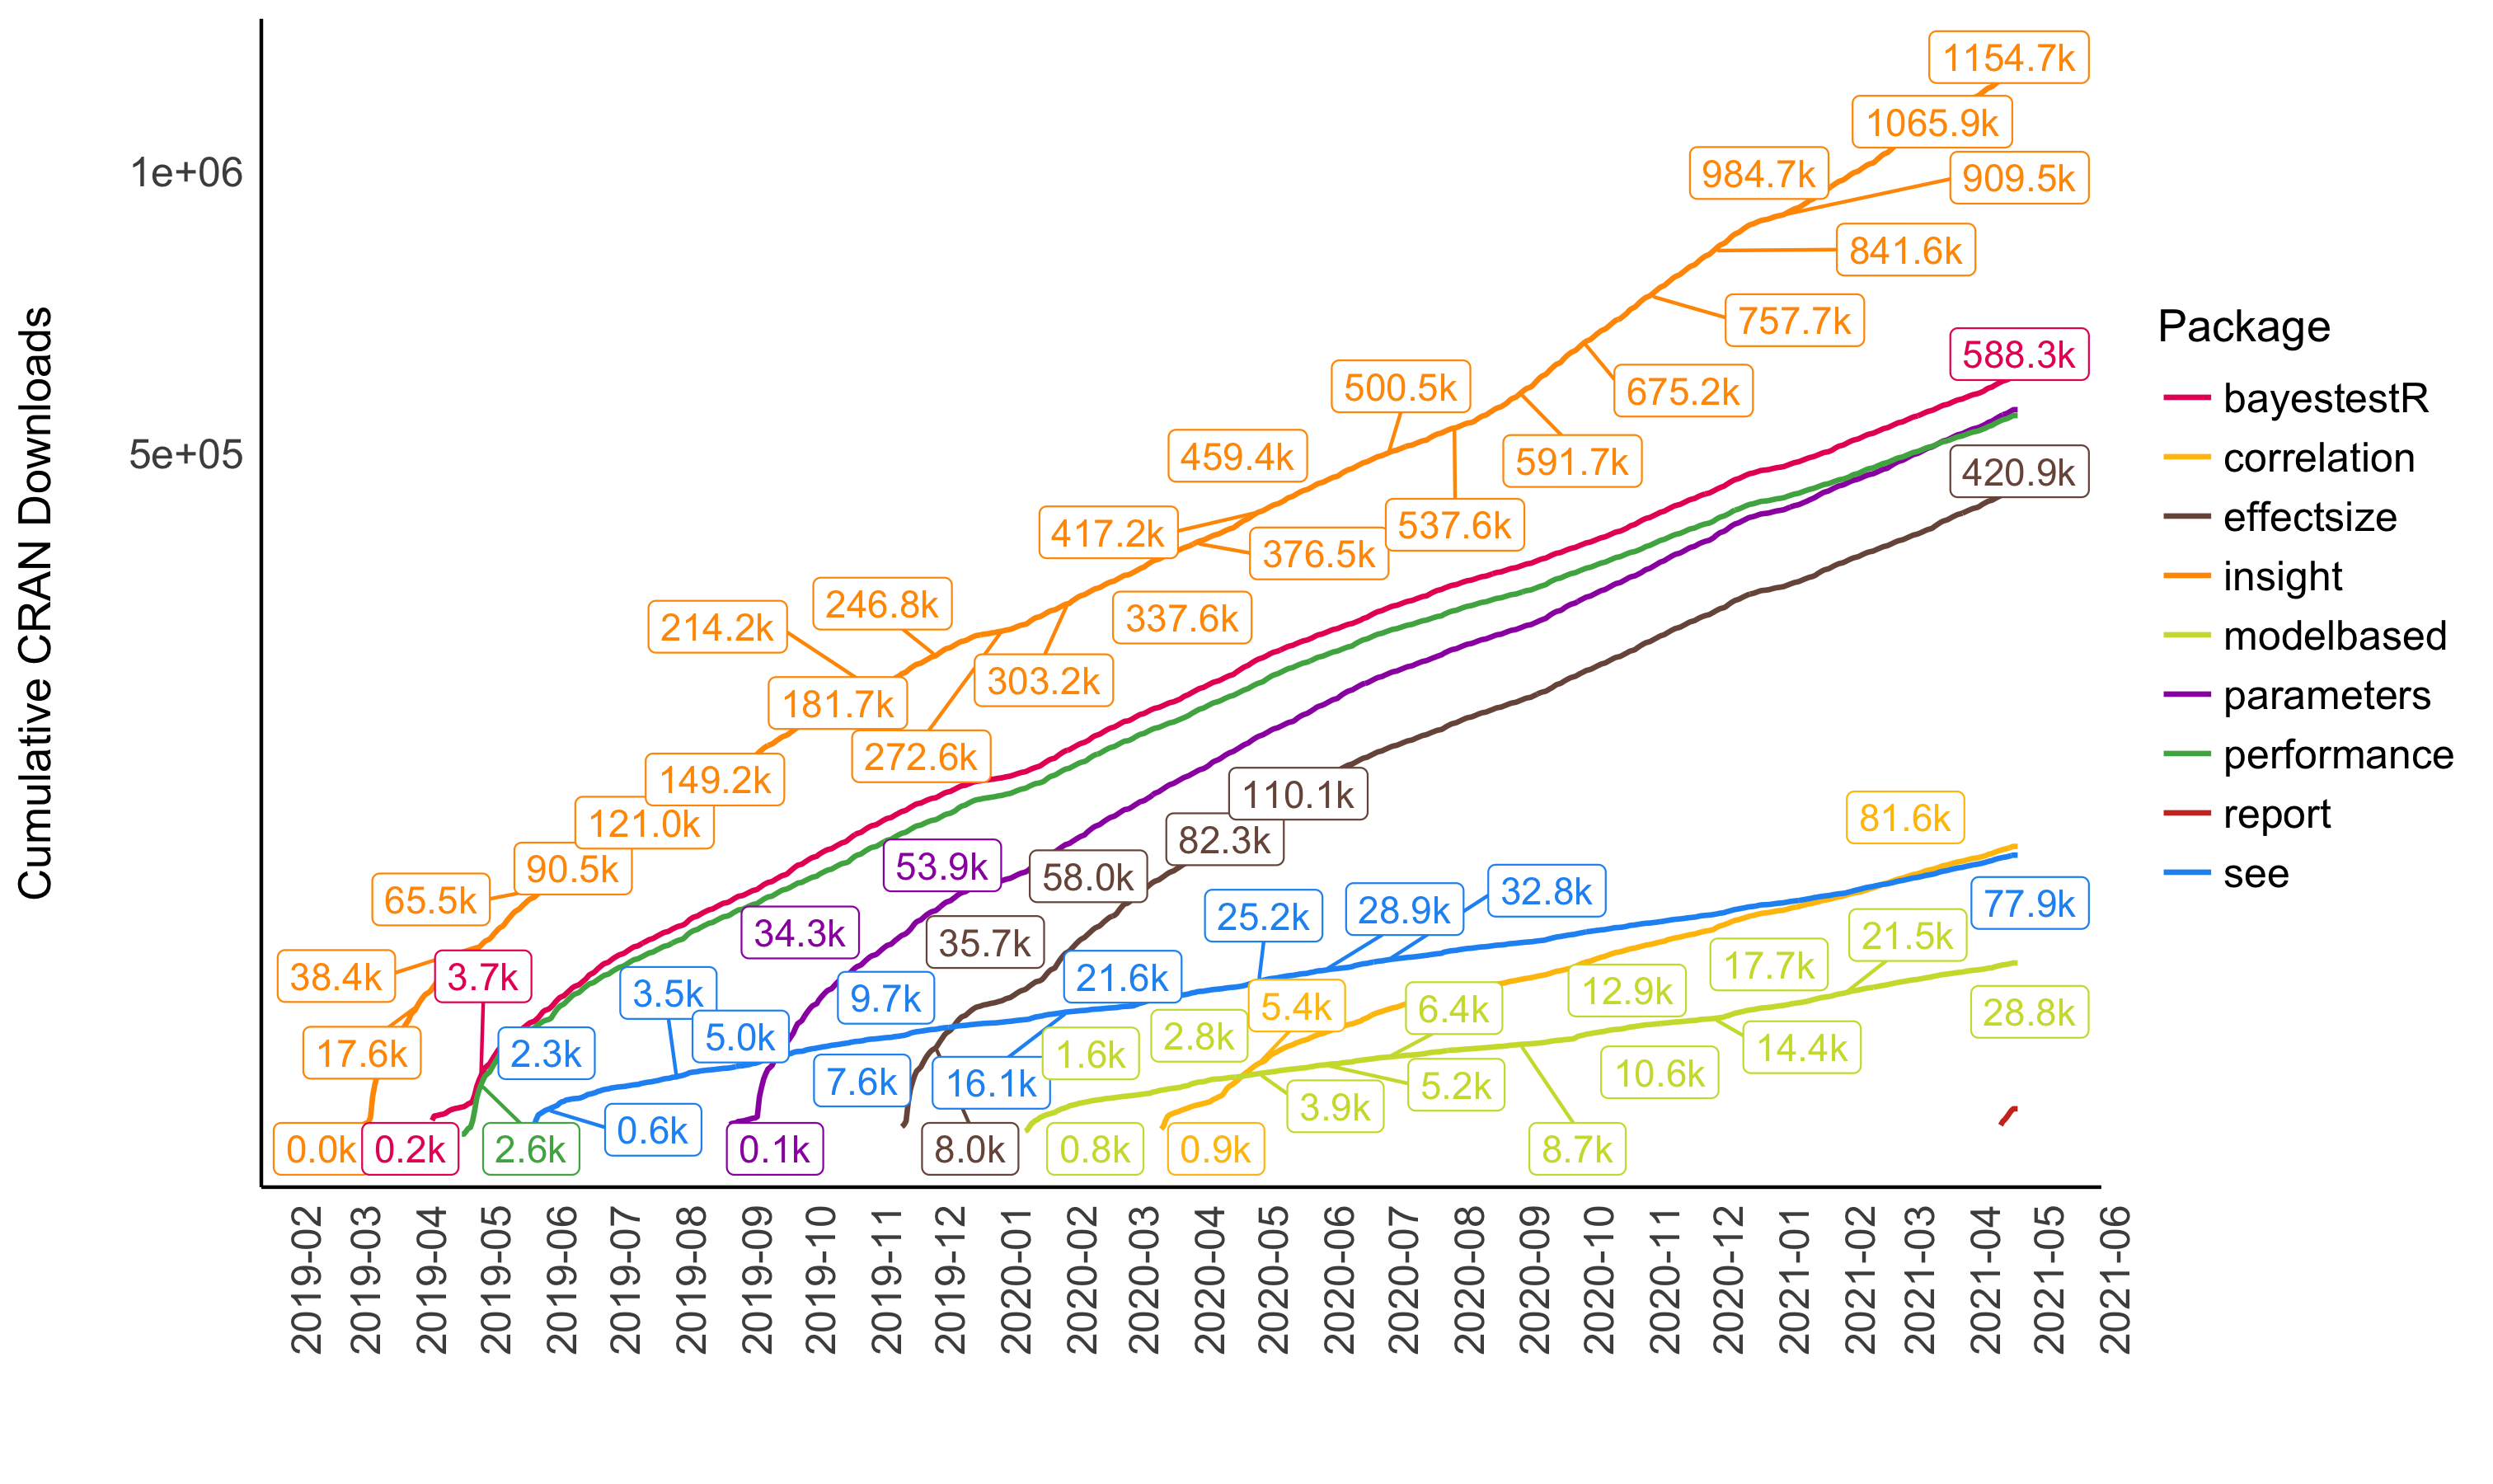 1154.7k
1065.9k
984.7k
909.5k
1e+06
841.6k
757.7k
Package
588.3k
500.5k
675.2k
bayestestR
459.4k
591.7k
5e+05
correlation
420.9k
effectsize
417.2k
376.5k
537.6k
insight
214.2k
246.8k
337.6k
modelbased
303.2k
181.7k
parameters
272.6k
performance
149.2k
110.1k
121.0k
82.3k
81.6k
report
90.5k
53.9k
58.0k
see
65.5k
34.3k
35.7k
25.2k
28.9k
32.8k
77.9k
21.5k
38.4k
3.7k
3.5k
9.7k
21.6k
5.4k
6.4k
12.9k
17.7k
28.8k
17.6k
2.3k
5.0k
1.6k
2.8k
14.4k
7.6k
16.1k
3.9k
5.2k
10.6k
0.0k
0.2k
2.6k
0.6k
0.1k
8.0k
0.8k
0.9k
8.7k
Cumulative CRAN Downloads
2019-02
2019-03
2019-04
2019-05
2019-06
2019-07
2019-08
2019-09
2019-10
2019-11
2019-12
2020-01
2020-02
2020-03
2020-04
2020-05
2020-06
2020-07
2020-08
2020-09
2020-10
2020-11
2020-12
2021-01
2021-02
2021-03
2021-04
2021-05
2021-06